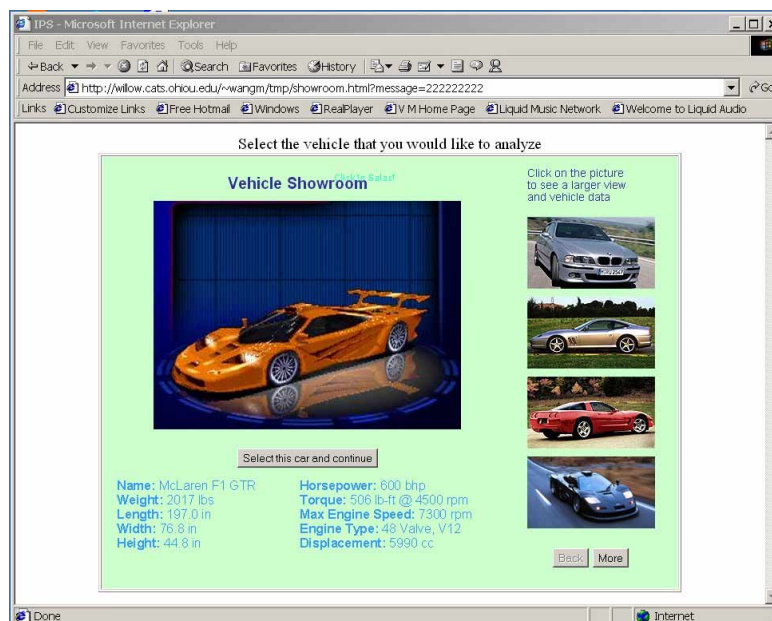 IPS - Microsoft Internet Explorer
File Edit View Favorites Tools Help
Back Search Favorites History
Address http://willow.cats.ohiou.edu/~wangm/tmp/showroom.html?message=222222222 Go
Links Customize Links Free Hotmail Windows RealPlayer V M Home Page Liquid Music Network Welcome to Liquid Audio
Select the vehicle that you would like to analyze
Vehicle Showroom
Click on the picture
to see a larger view
and vehicle data
Select this car and continue
Name: McLaren F1 GTR
Weight: 2017 lbs
Length: 197.0 in
Width: 76.8 in
Height: 44.8 in
Horsepower: 600 bhp
Torque: 506 lb-ft @ 4500 rpm
Max Engine Speed: 7300 rpm
Engine Type: 48 Valve, V12
Displacement: 5990 cc
Back More
Done Internet